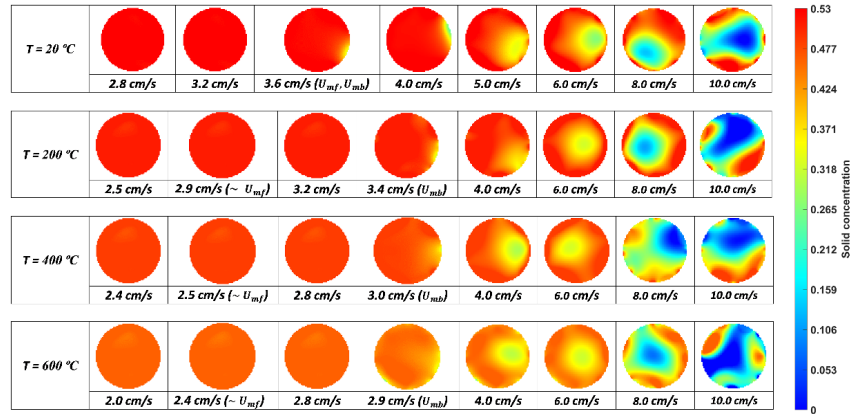 T = 20 °C
2.8 cm/s 3.2 cm/s 3.6 cm/s (U_mf, U_mb) 4.0 cm/s 5.0 cm/s 6.0 cm/s 8.0 cm/s 10.0 cm/s
T = 200 °C
2.5 cm/s 2.9 cm/s (~ U_mf) 3.2 cm/s 3.4 cm/s (U_mb) 4.0 cm/s 6.0 cm/s 8.0 cm/s 10.0 cm/s
T = 400 °C
2.4 cm/s 2.5 cm/s (~ U_mf) 2.8 cm/s 3.0 cm/s (U_mb) 4.0 cm/s 6.0 cm/s 8.0 cm/s 10.0 cm/s
T = 600 °C
2.0 cm/s 2.4 cm/s (~ U_mf) 2.8 cm/s 2.9 cm/s (U_mb) 4.0 cm/s 6.0 cm/s 8.0 cm/s 10.0 cm/s
0.53
0.477
0.424
0.371
0.318
0.265
0.212
0.159
0.106
0.053
0
Solid concentration